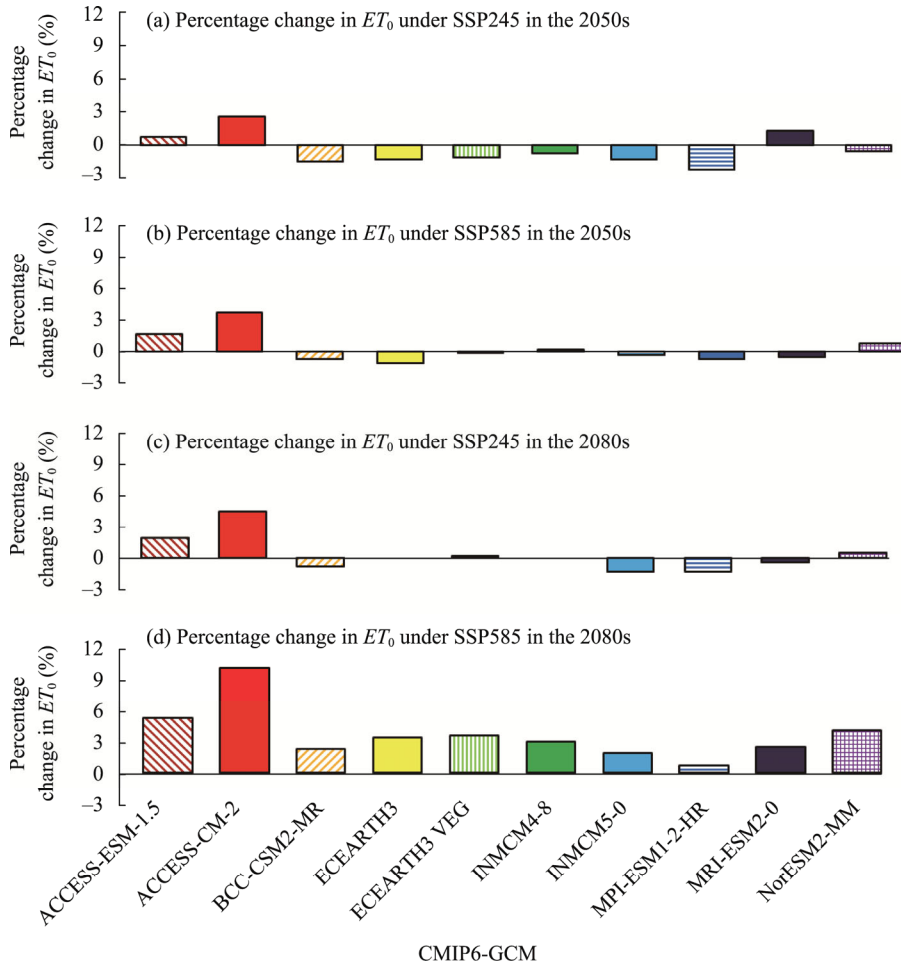 (a) Percentage change in ET₀ under SSP245 in the 2050s
Percentage
change in ET₀ (%)
12
9
6
3
0
–3
(b) Percentage change in ET₀ under SSP585 in the 2050s
Percentage
change in ET₀ (%)
12
9
6
3
0
–3
(c) Percentage change in ET₀ under SSP245 in the 2080s
Percentage
change in ET₀ (%)
12
9
6
3
0
–3
(d) Percentage change in ET₀ under SSP585 in the 2080s
Percentage
change in ET₀ (%)
12
9
6
3
0
–3
ACCESS-ESM-1.5
ACCESS-CM-2
BCC-CSM2-MR
ECEARTH3
ECEARTH3 VEG
INMCM4-8
INMCM5-0
MPI-ESM1-2-HR
MRI-ESM2-0
NorESM2-MM
CMIP6-GCM